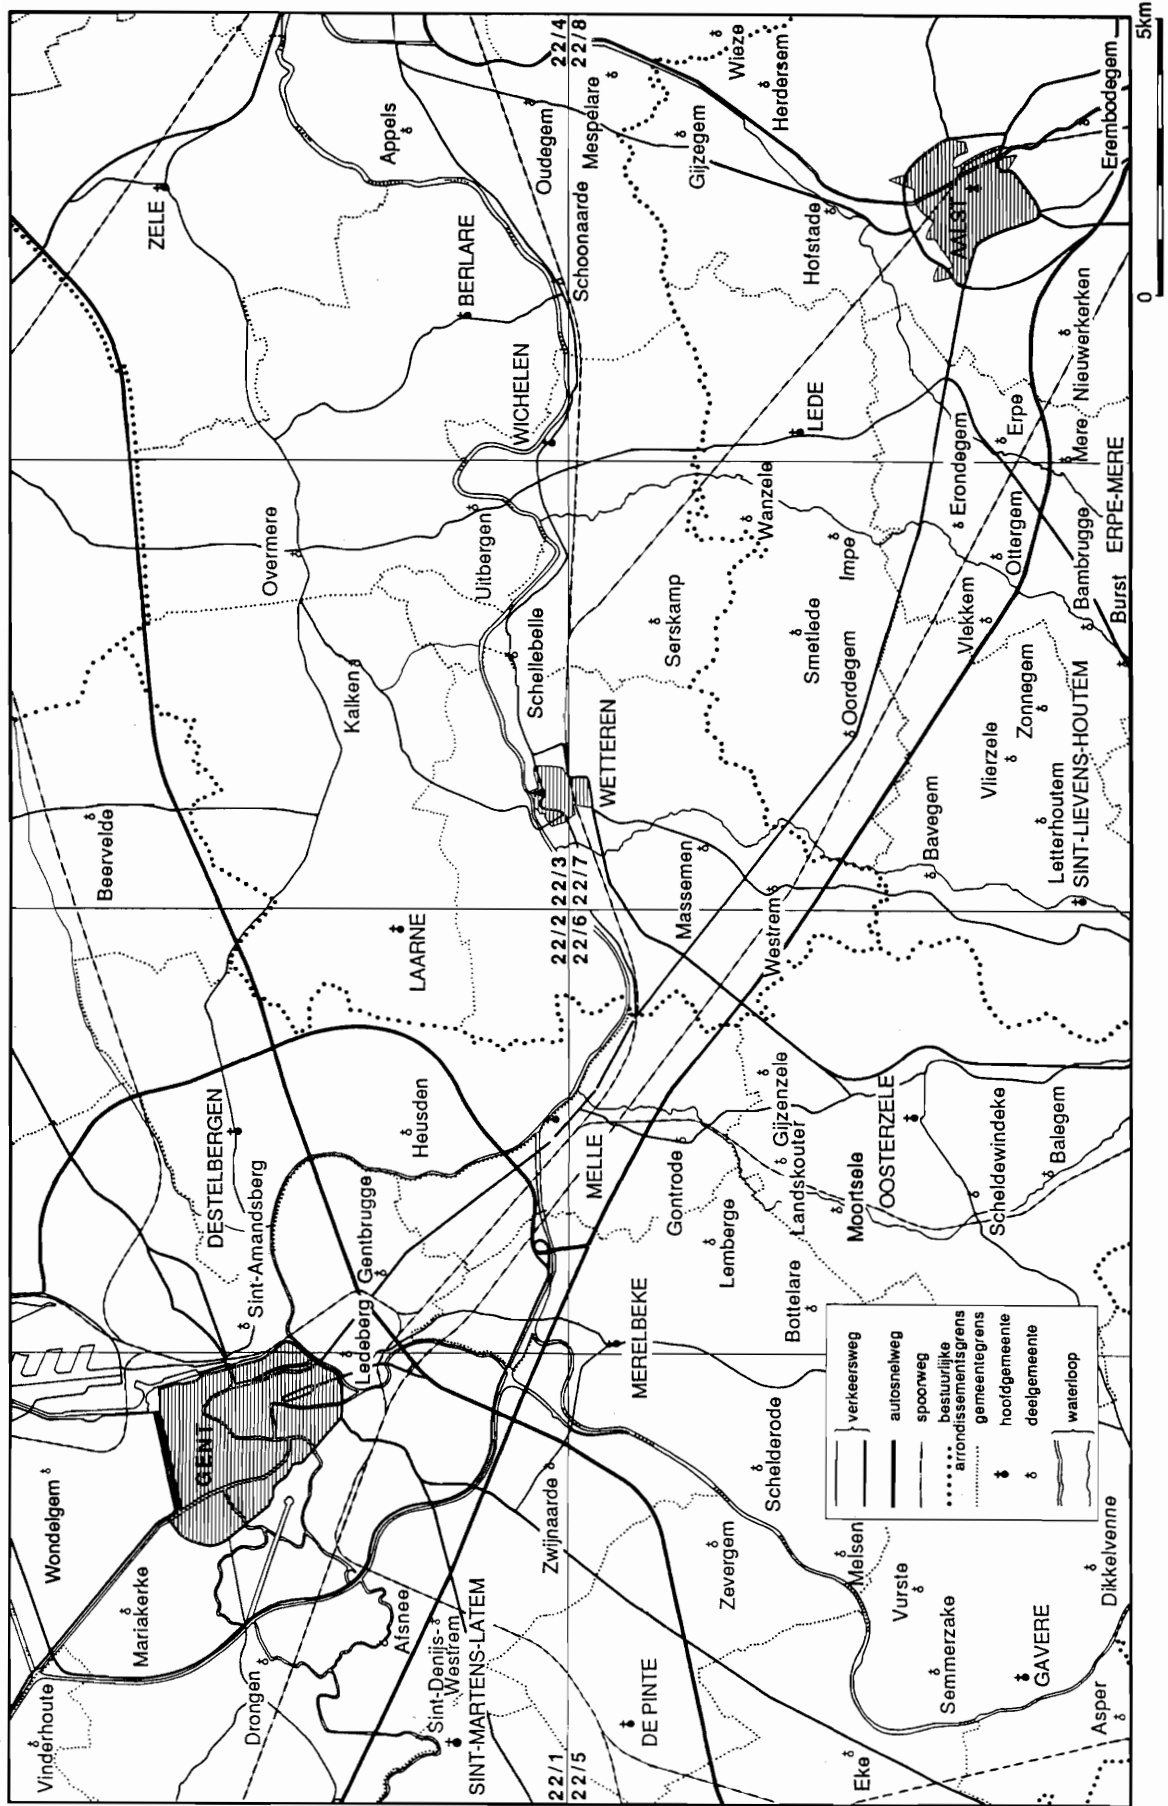 Vinderhoute
Wondelgem
Mariakerke
GENT
Drongen
Afsnee
Sint-Denijs-
Westrem
SINT-MARTENS-LATEM
Zwijnaarde
Ledeberg
Gentbrugge
Sint-Amandsberg
DESTELBERGEN
Heusden
LAARNE
Beervelde
Kalken
Overmere
Uitbergen
Schellebelle
WICHELEN
BERLARE
ZELE
Appels
Oudegem
Schoonaarde
WETTEREN
22/1
22/5
22/2 22/3
22/6 22/7
22/4
22/8
DE PINTE
Zevergem
Schelderode
MERELBEKE
Lemberge
Bottelare
MELLE
Gontrode
Landskouter
Gijzenzele
Moortsele
OOSTERZELE
Scheldewindeke
Balegem
Massemen
Westrem
Bavegem
Letterhoutem
SINT-LIEVENS-HOUTEM
Vlierzele
Zonnegem
Oordegem
Smetlede
Serskamp
Impe
Wanzele
Vlekkem
Ottergem
Bambrugge
Burst
ERPE-MERE
Erondegem
Erpe
Mere
Nieuwerkerken
LEDE
Hofstade
AALST
Gijzegem
Mespelare
Wieze
Herdersem
Erembodegem
Eke
Melsen
Vurste
Semmerzake
GAVERE
Asper
Dikkelvenne
verkeersweg
autosnelweg
spoorweg
bestuurlijke
arrondissementsgrens
gemeentegrens
hoofdgemeente
deelgemeente
waterloop
0
5km